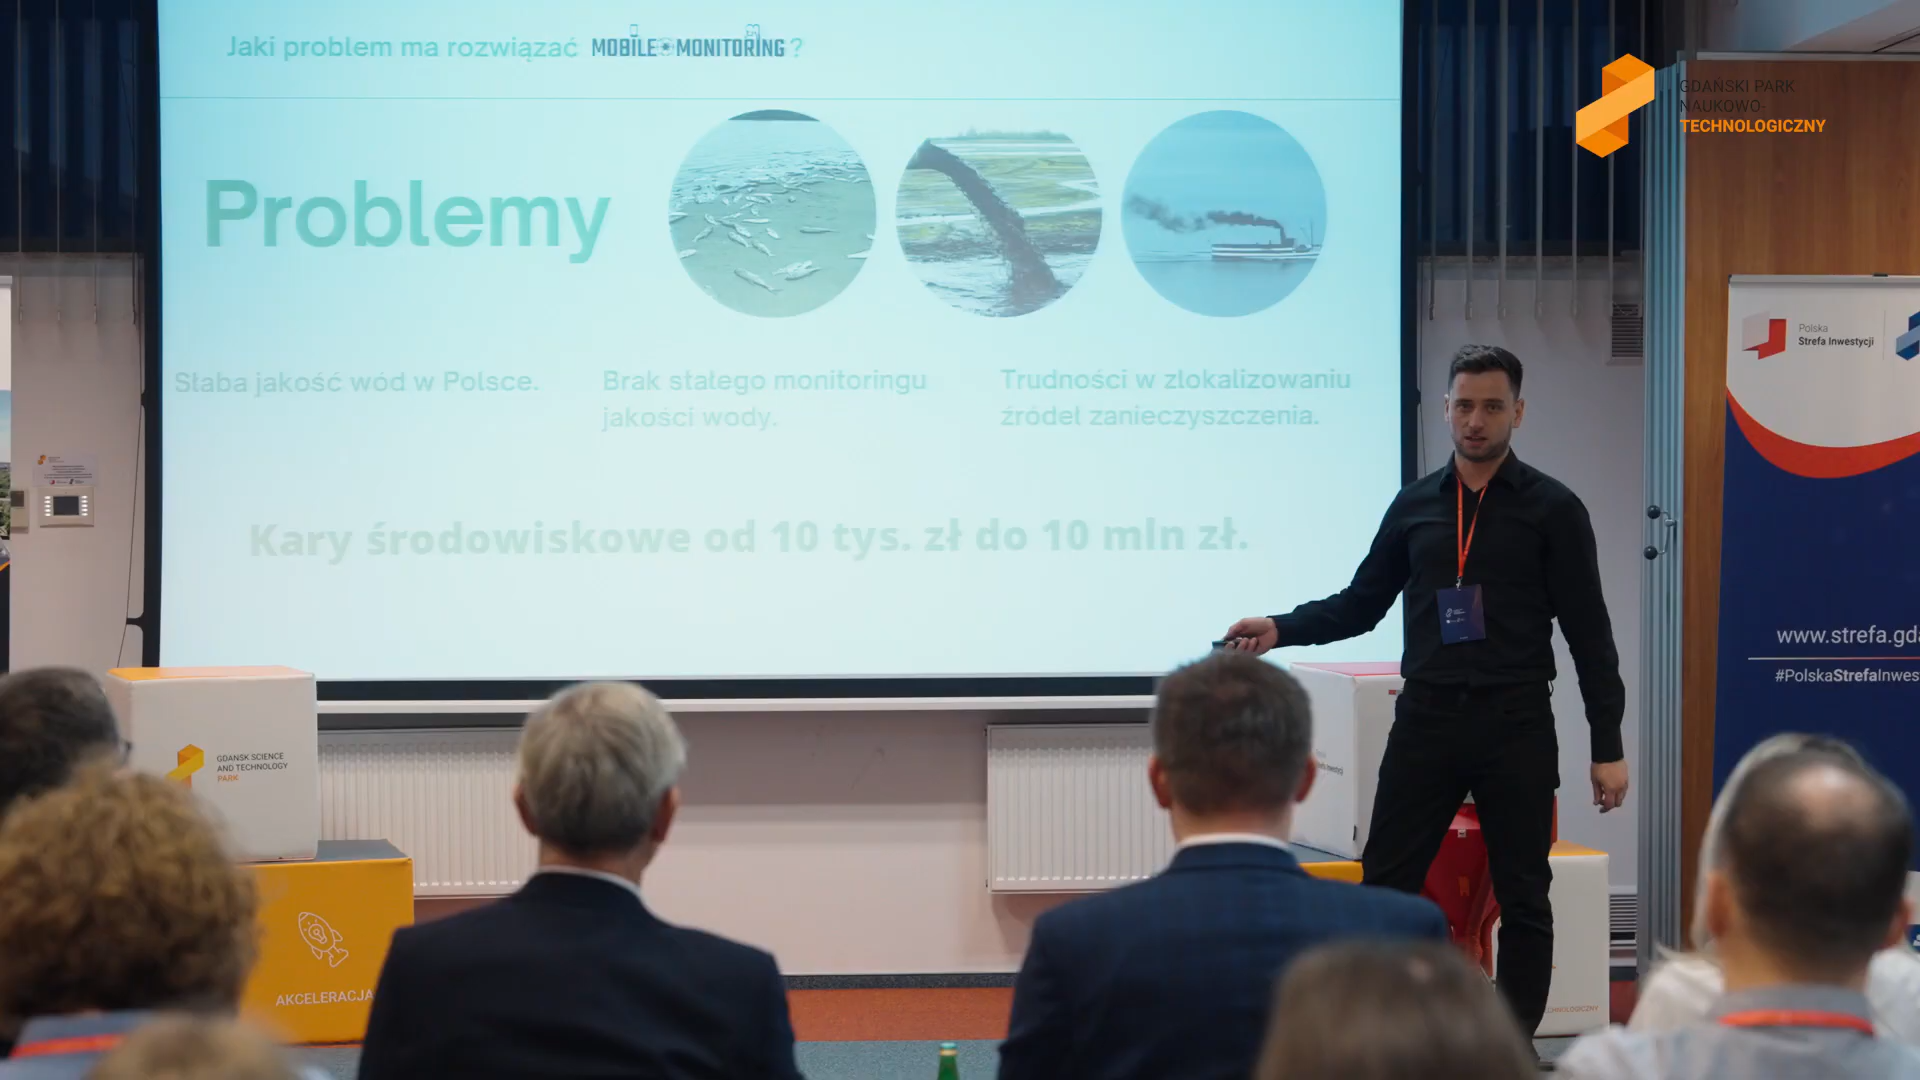 Jaki problem ma rozwiązać MOBILE MONITORING ?
Problemy
Słaba jakość wód w Polsce.
Brak stałego monitoringu
jakości wody.
Trudności w zlokalizowaniu
źródeł zanieczyszczenia.
Kary środowiskowe od 10 tys. zł do 10 mln zł.
GDAŃSKI PARK
NAUKOWO-
TECHNOLOGICZNY
Polska
Strefa Inwestycji
www.strefa.gda
#PolskaStrefaInwest
GDANSK SCIENCE
AND TECHNOLOGY
PARK
AKCELERACJA